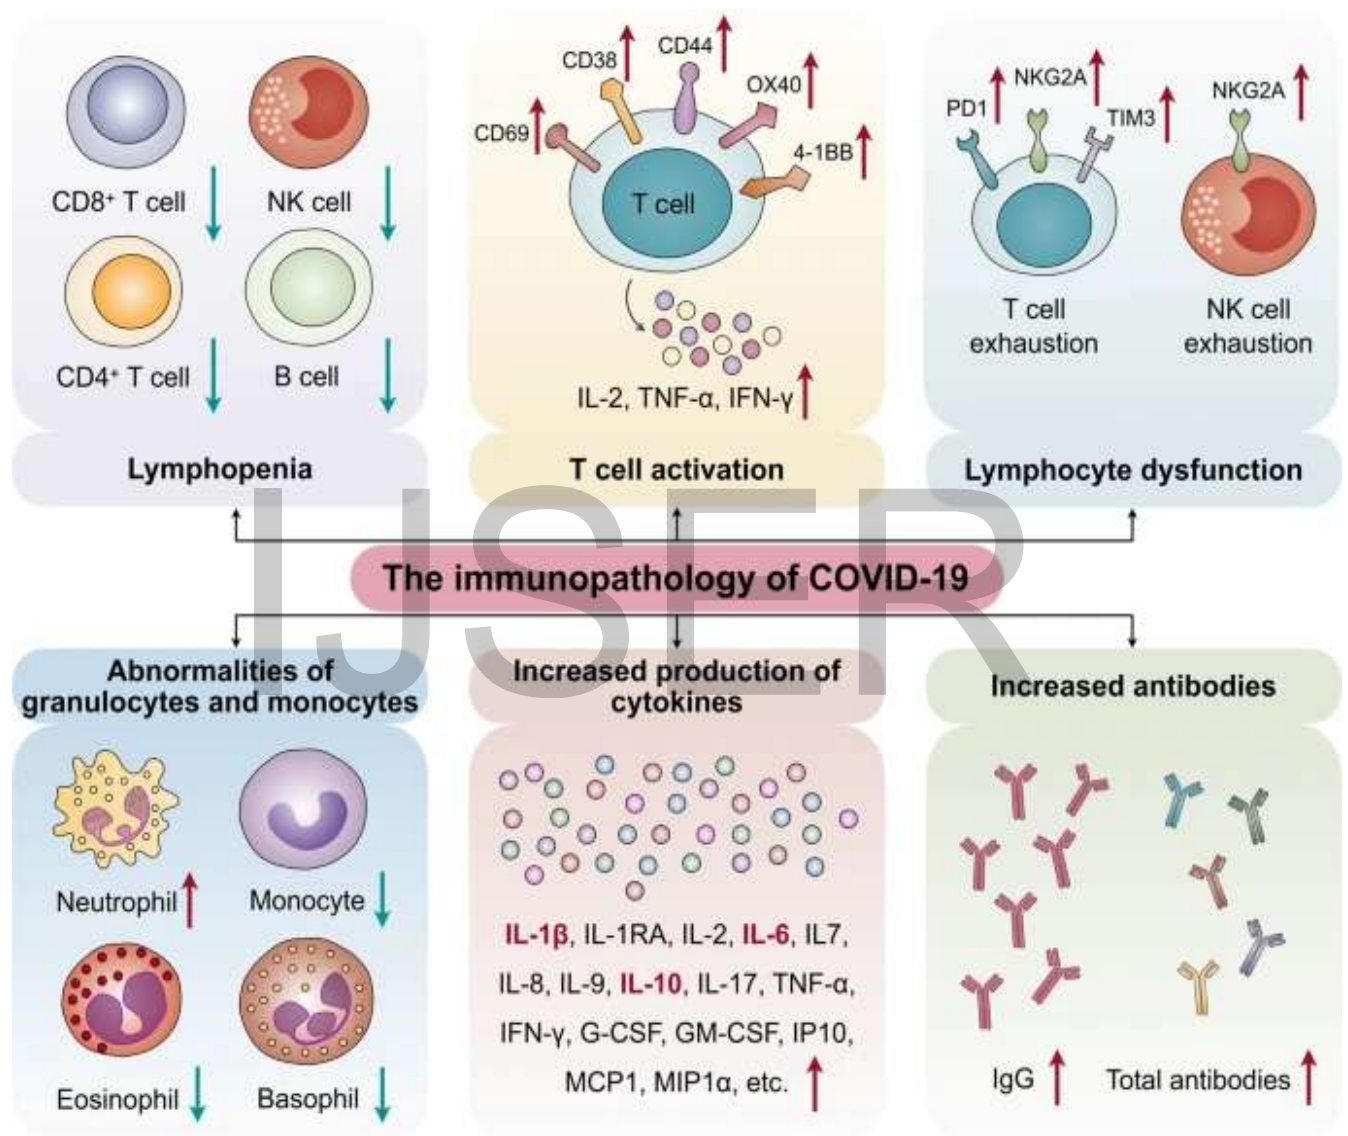 CD8⁺ T cell
NK cell
CD4⁺ T cell
B cell
Lymphopenia
CD69
CD38
CD44
OX40
4-1BB
T cell
IL-2, TNF-α, IFN-γ
T cell activation
PD1
NKG2A
TIM3
NKG2A
T cell
exhaustion
NK cell
exhaustion
Lymphocyte dysfunction
IJSER
The immunopathology of COVID-19
Abnormalities of
granulocytes and monocytes
Neutrophil
Monocyte
Eosinophil
Basophil
Increased production of
cytokines
IL-1β, IL-1RA, IL-2, IL-6, IL7,
IL-8, IL-9, IL-10, IL-17, TNF-α,
IFN-γ, G-CSF, GM-CSF, IP10,
MCP1, MIP1α, etc.
Increased antibodies
IgG
Total antibodies